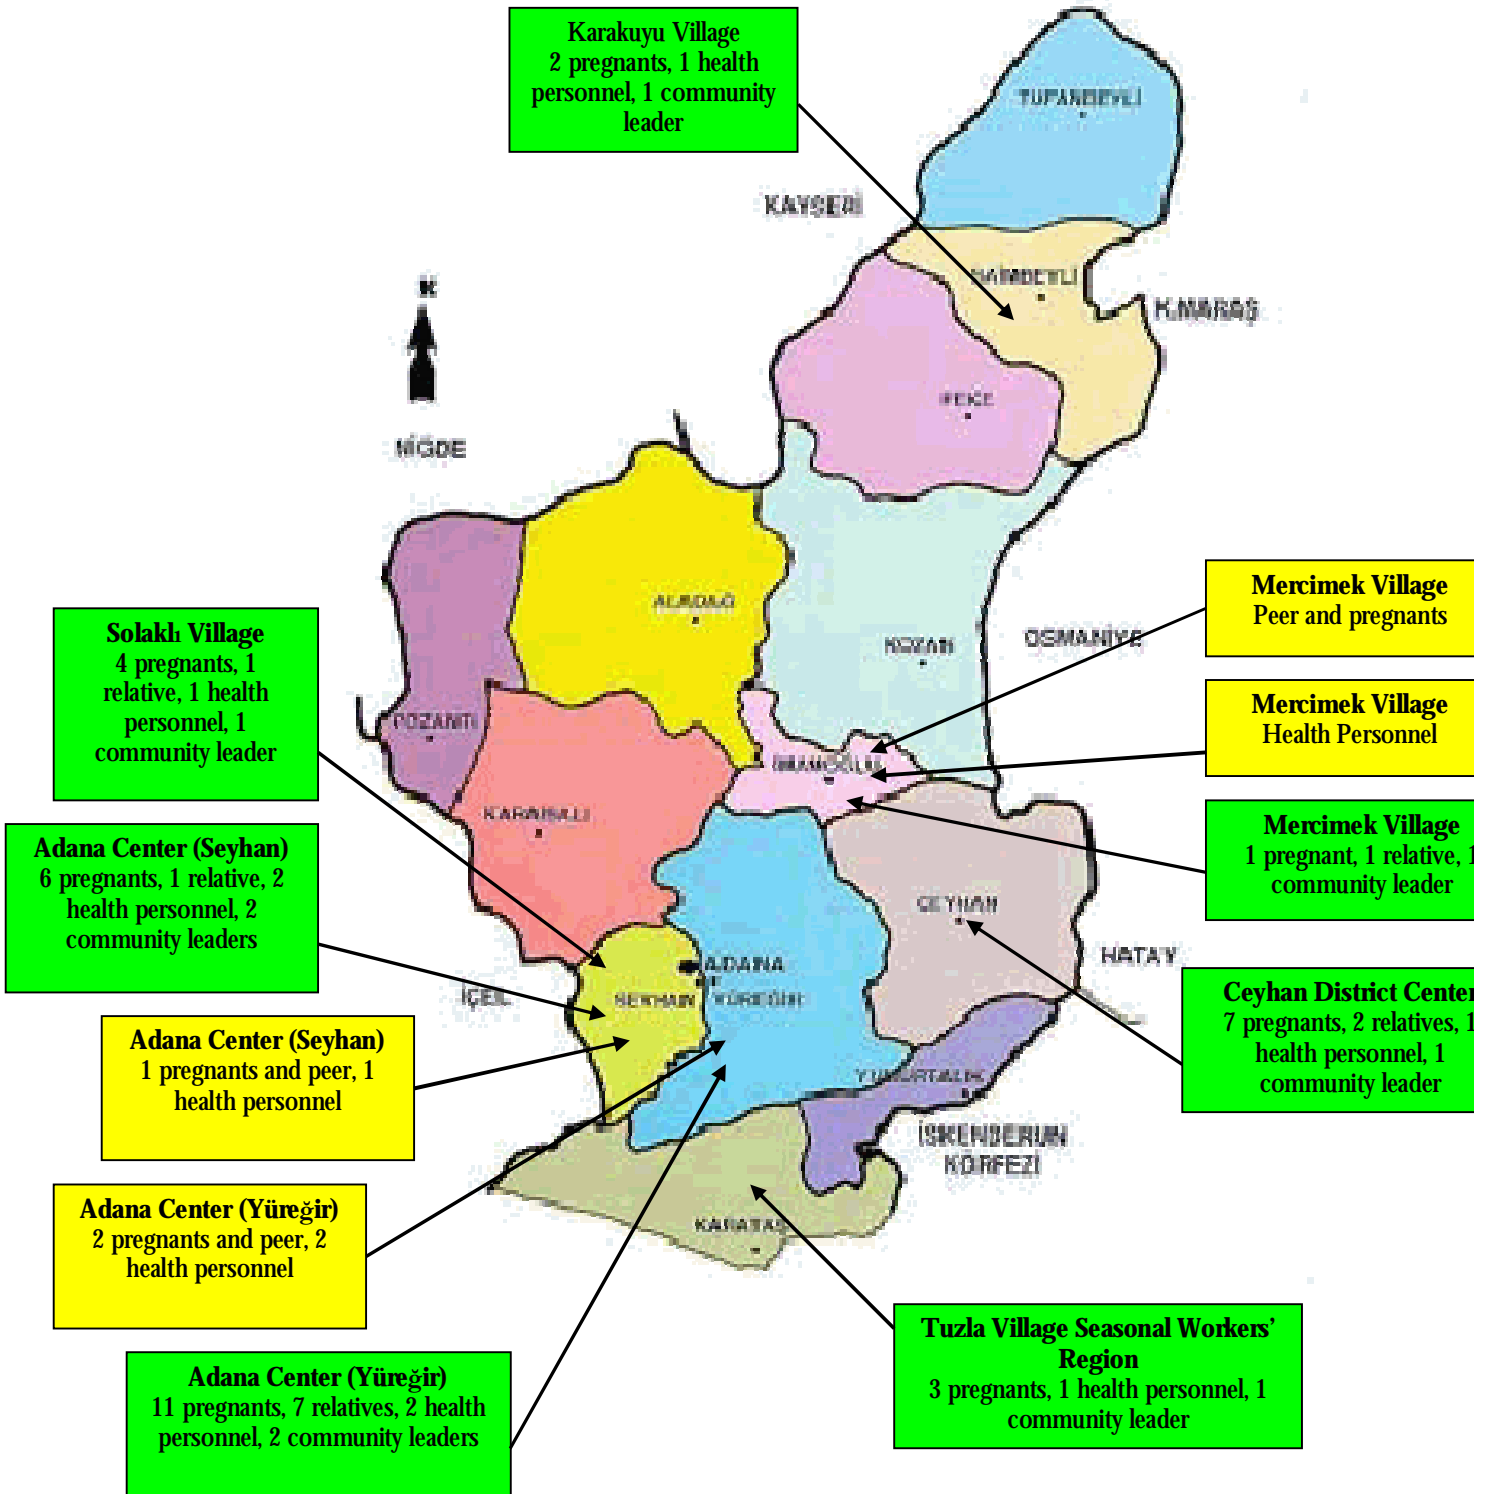 Karakuyu Village
2 pregnants, 1 health
personnel, 1 community
leader
TUFANBEYLİ
KAYSERİ
SAİMBEYLİ
K.MARAŞ
FEKE
NİĞDE
ALADAĞ
KOZAN
OSMANİYE
Mercimek Village
Peer and pregnants
Mercimek Village
Health Personnel
Mercimek Village
1 pregnant, 1 relative, 1
community leader
Solaklı Village
4 pregnants, 1
relative, 1 health
personnel, 1
community leader
POZANTI
İMAMOĞLU
KARAİSALI
Adana Center (Seyhan)
6 pregnants, 1 relative, 2
health personnel, 2
community leaders
CEYHAN
HATAY
Ceyhan District Center
7 pregnants, 2 relatives, 1
health personnel, 1
community leader
ADANA
İÇEL
SEYHAN
YÜREĞİR
Adana Center (Seyhan)
1 pregnants and peer, 1
health personnel
YUMURTALIK
İSKENDERUN
KÖRFEZİ
Adana Center (Yüreğir)
2 pregnants and peer, 2
health personnel
KARATAŞ
Tuzla Village Seasonal Workers’
Region
3 pregnants, 1 health personnel, 1
community leader
Adana Center (Yüreğir)
11 pregnants, 7 relatives, 2 health
personnel, 2 community leaders